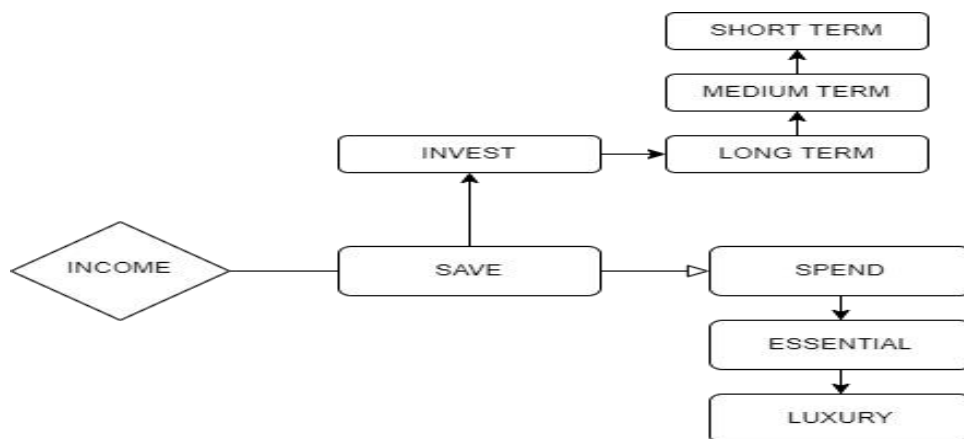 SHORT TERM
MEDIUM TERM
INVEST
LONG TERM
INCOME
SAVE
SPEND
ESSENTIAL
LUXURY